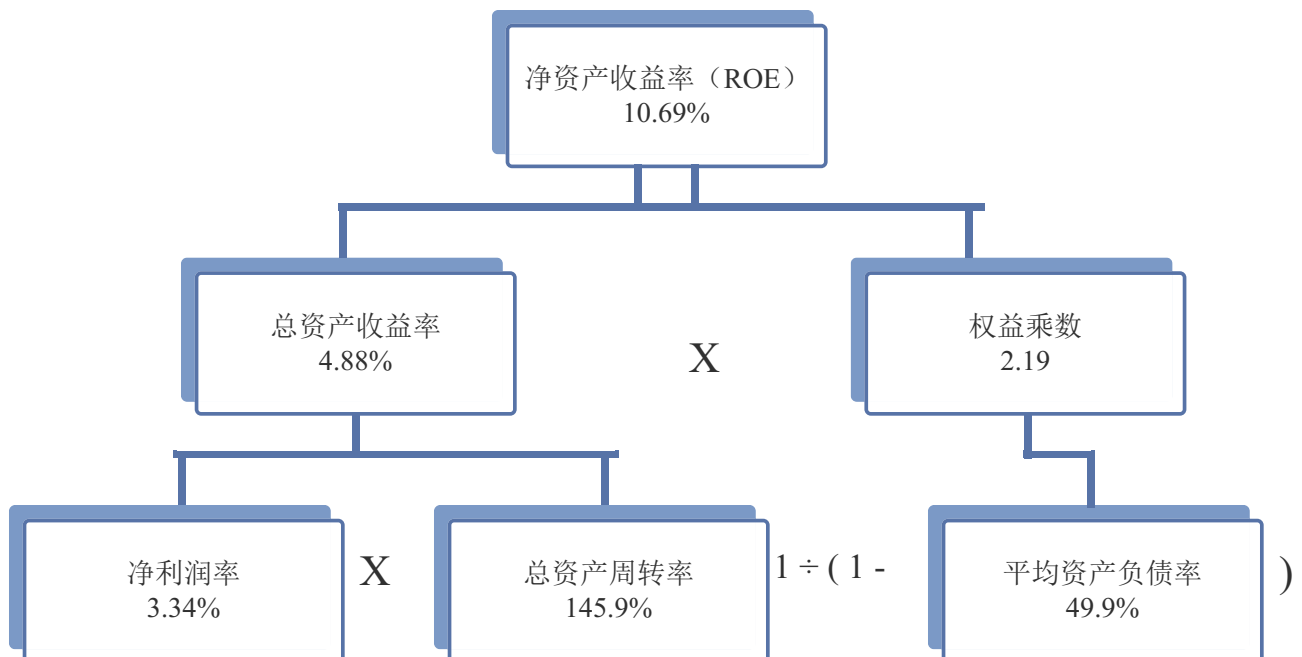 净资产收益率（ROE）
10.69%
总资产收益率
4.88%
X
权益乘数
2.19
净利润率
3.34%
X
总资产周转率
145.9%
1 ÷ ( 1 -
平均资产负债率
49.9%
)